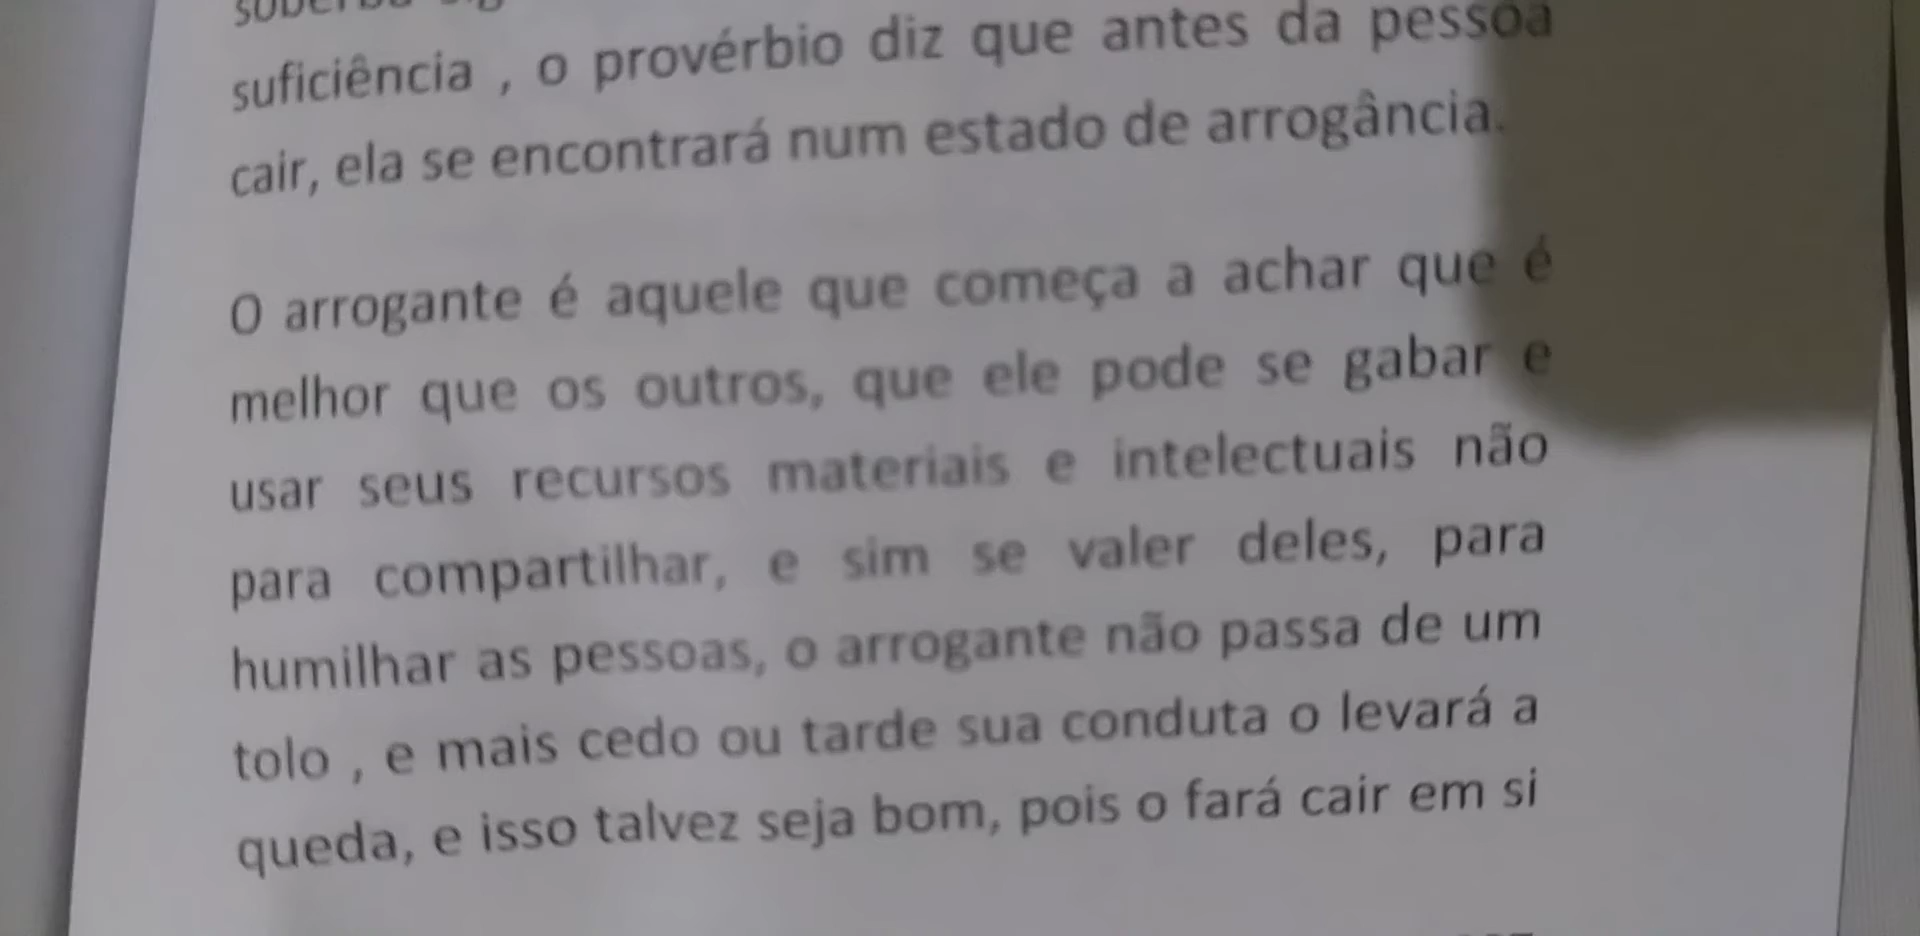 suficiência , o provérbio diz que antes da pessoa
cair, ela se encontrará num estado de arrogância.
O arrogante é aquele que começa a achar que é
melhor que os outros, que ele pode se gabar e
usar seus recursos materiais e intelectuais não
para compartilhar, e sim se valer deles, para
humilhar as pessoas, o arrogante não passa de um
tolo , e mais cedo ou tarde sua conduta o levará a
queda, e isso talvez seja bom, pois o fará cair em si